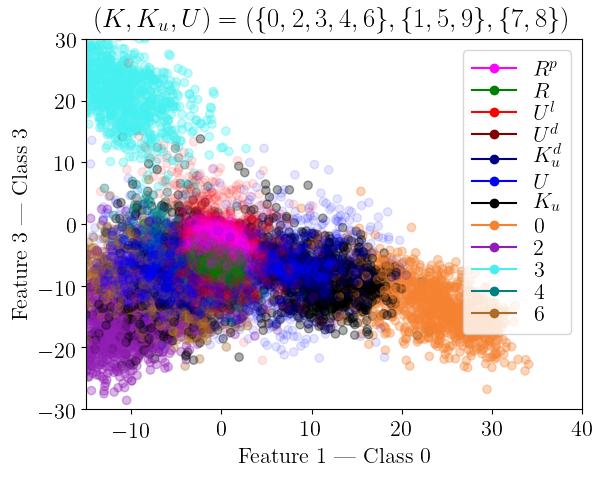 (K, K_u, U) = ({0, 2, 3, 4, 6}, {1, 5, 9}, {7, 8})
30
20
10
0
−10
−20
−30
Feature 3 — Class 3
−10
0
10
20
30
40
Feature 1 — Class 0
R^p
R
U^l
U^d
K_u^d
U
K_u
0
2
3
4
6